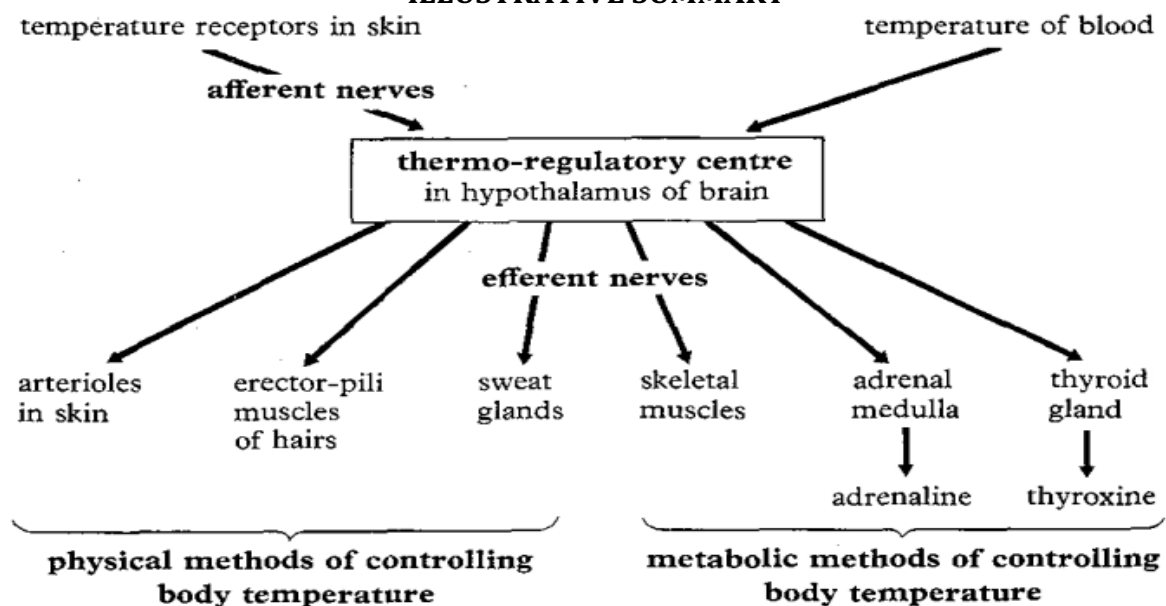 ILLUSTRATIVE SUMMARY
temperature receptors in skin
temperature of blood
afferent nerves
thermo-regulatory centre
in hypothalamus of brain
efferent nerves
arterioles
in skin
erector-pili
muscles
of hairs
sweat
glands
skeletal
muscles
adrenal
medulla
thyroid
gland
adrenaline
thyroxine
physical methods of controlling
body temperature
metabolic methods of controlling
body temperature